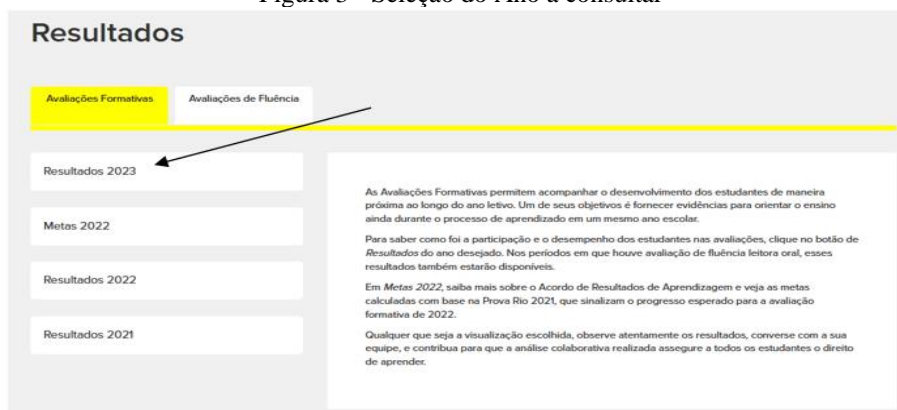 Figura 3 - Seleção do Ano a consultar
Resultados
Avaliações Formativas
Avaliações de Fluência
Resultados 2023
Metas 2022
Resultados 2022
Resultados 2021
As Avaliações Formativas permitem acompanhar o desenvolvimento dos estudantes de maneira
próxima ao longo do ano letivo. Um de seus objetivos é fornecer evidências para orientar o ensino
ainda durante o processo de aprendizado em um mesmo ano escolar.
Para saber como foi a participação e o desempenho dos estudantes nas avaliações, clique no botão de
Resultados do ano desejado. Nos períodos em que houve avaliação de fluência leitora oral, esses
resultados também estarão disponíveis.
Em Metas 2022, saiba mais sobre o Acordo de Resultados de Aprendizagem e veja as metas
calculadas com base na Prova Rio 2021, que sinalizam o progresso esperado para a avaliação
formativa de 2022.
Qualquer que seja a visualização escolhida, observe atentamente os resultados, converse com a sua
equipe, e contribua para que a análise colaborativa realizada assegure a todos os estudantes o direito
de aprender.